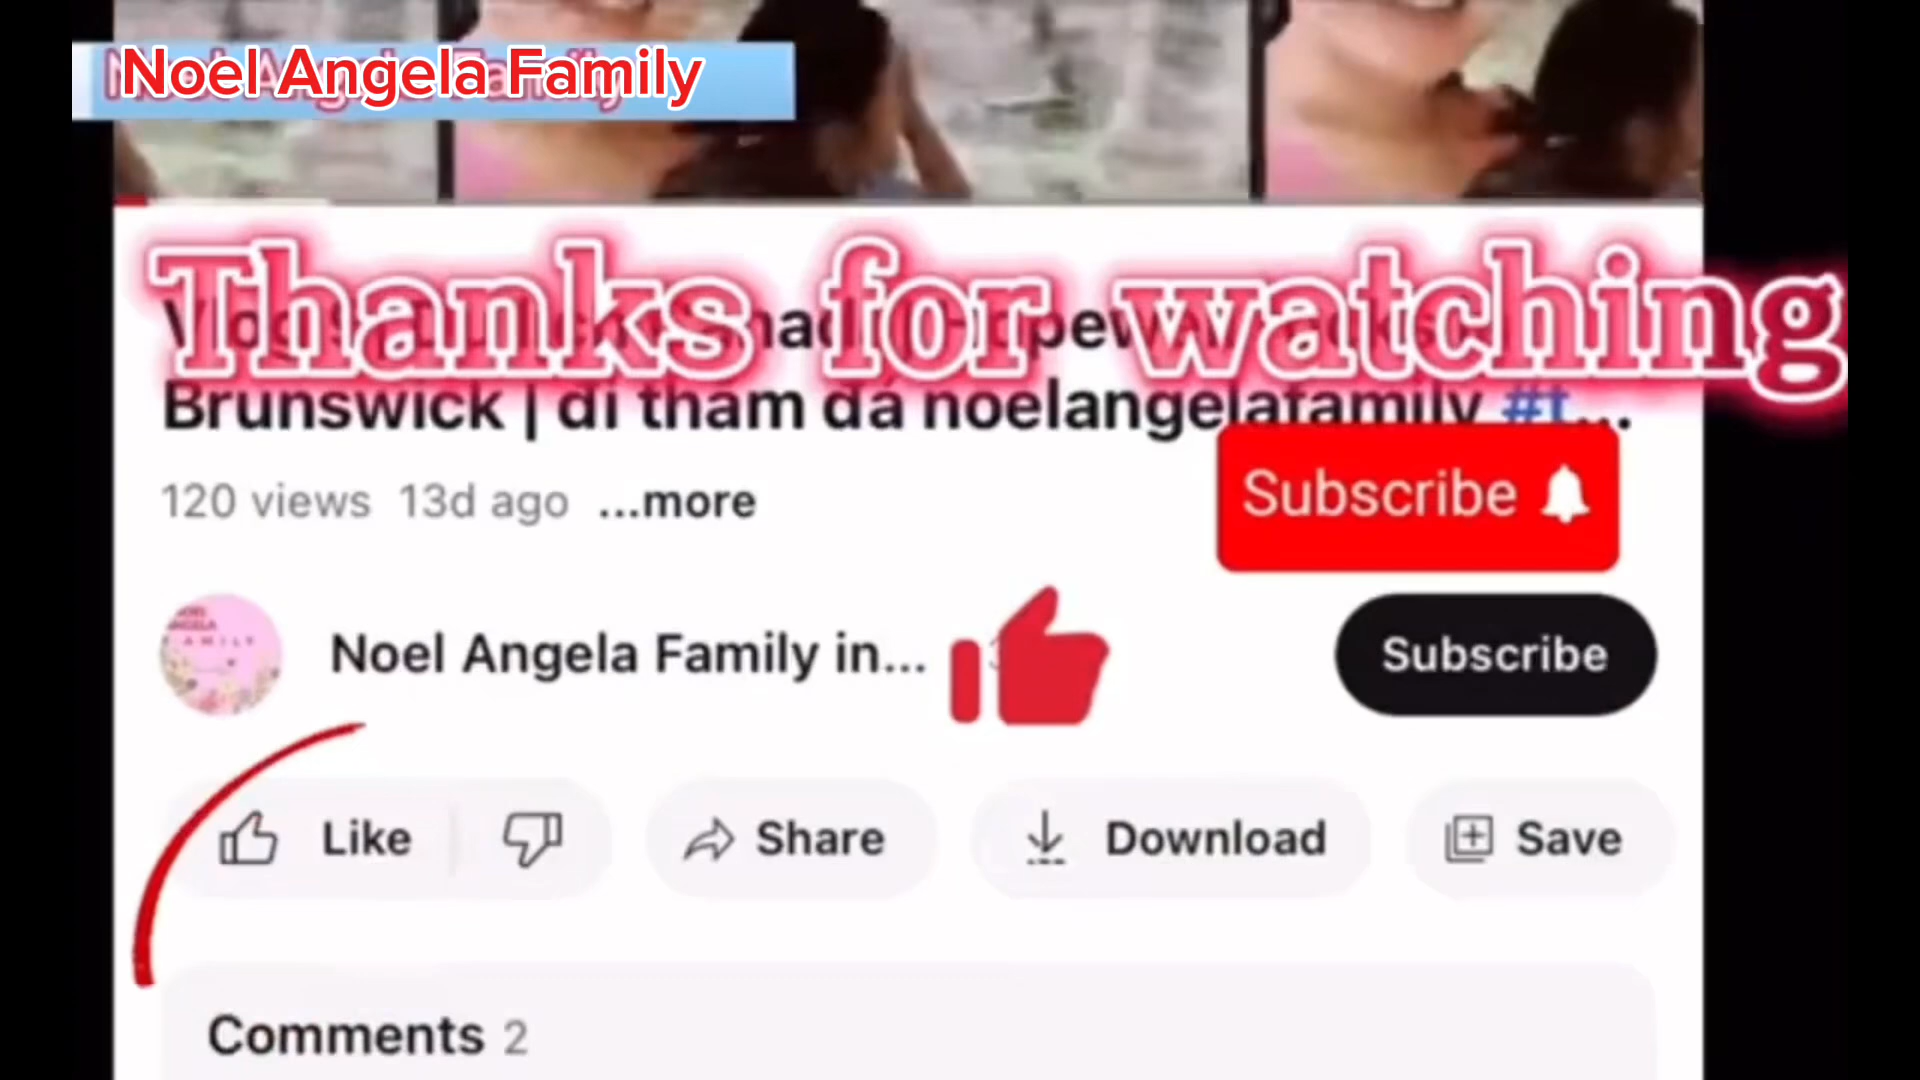 Noel Angela Family
Thanks for watching
Brunswick | đi thăm đá noelangelafamily #t...
120 views 13d ago ...more
Subscribe
Noel Angela Family in...
Subscribe
Like
Share
Download
Save
Comments 2